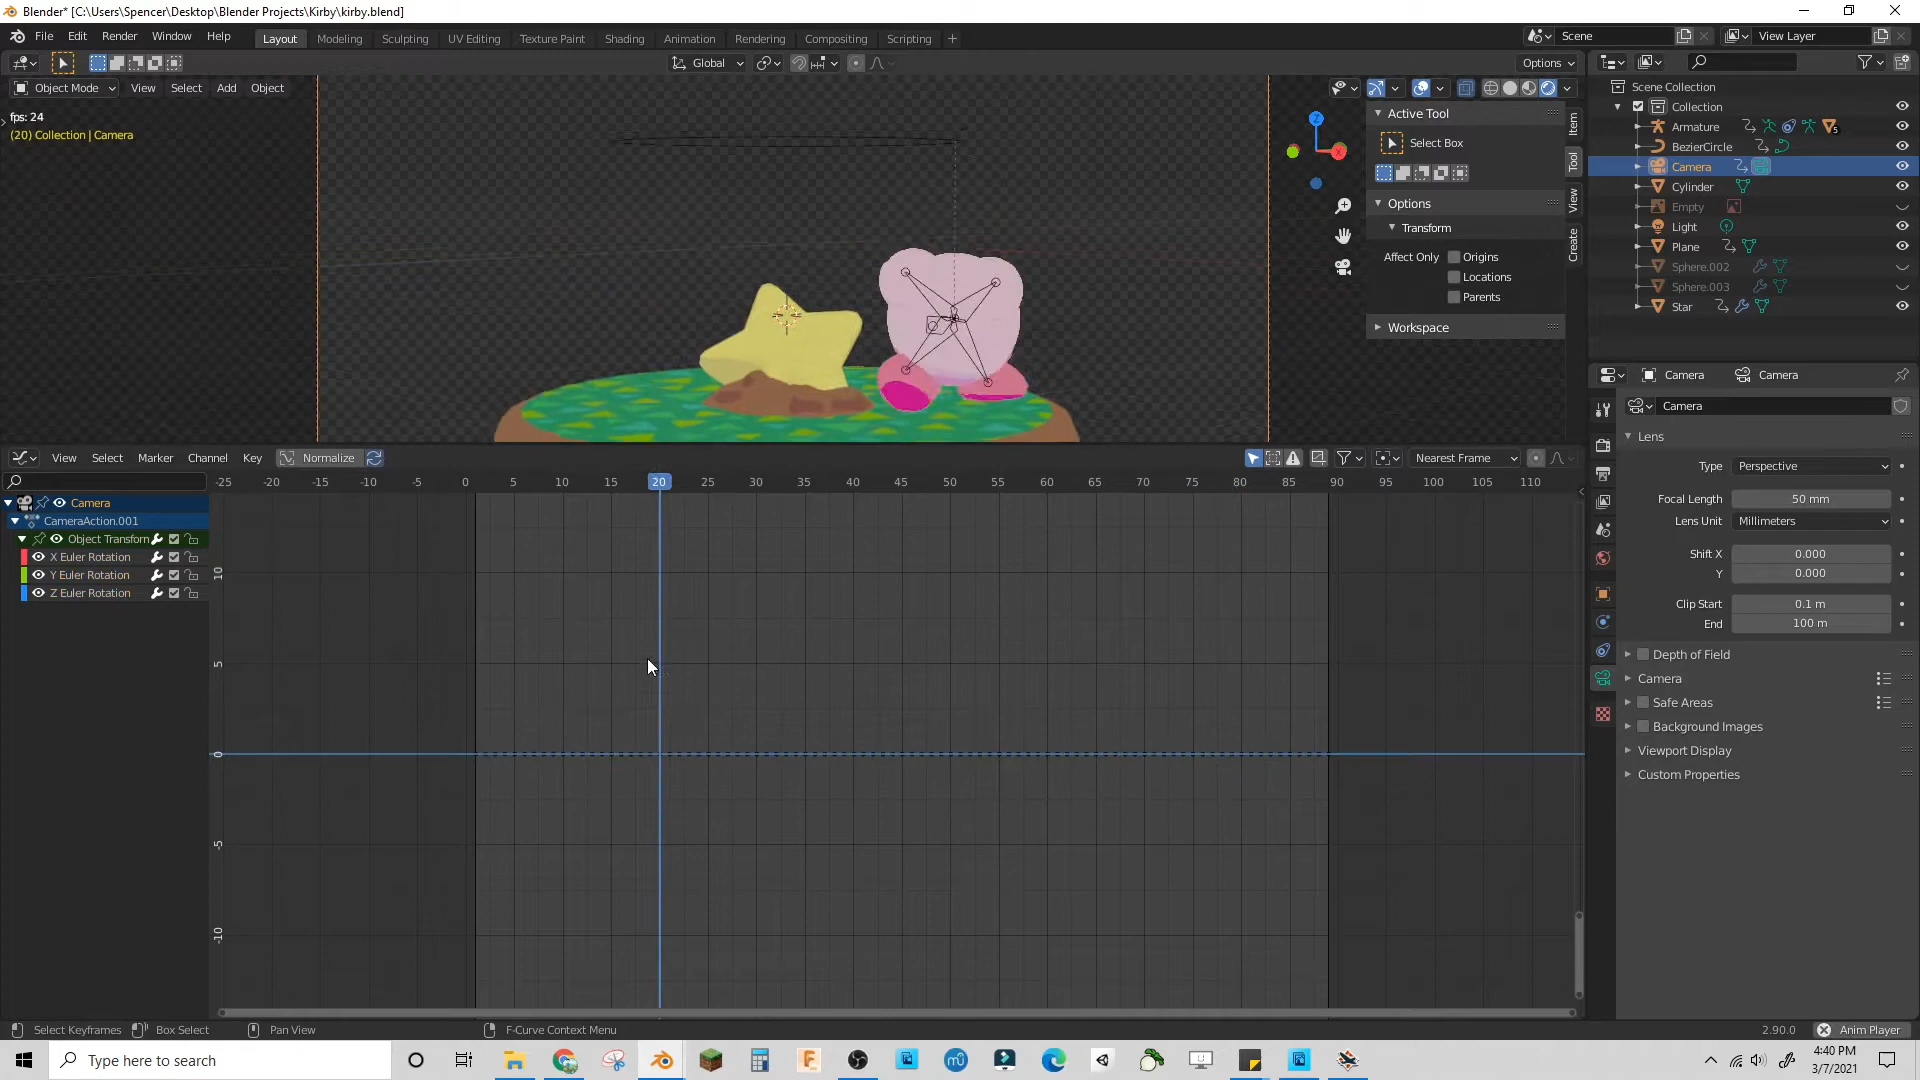 Blender* [C:\Users\Spencer\Desktop\Blender Projects\Kirby\kirby.blend]
File Edit Render Window Help Layout Modeling Sculpting UV Editing Texture Paint Shading Animation Rendering Compositing Scripting + Scene View Layer
Global Options
Object Mode View Select Add Object
fps: 24
(20) Collection | Camera
Active Tool
Select Box
Options
Transform
Affect Only Origins
Locations
Parents
Workspace
Item
Tool
View
Create
Z
X
Scene Collection
Collection
Armature 5
BezierCircle
Camera
Cylinder
Empty
Light
Plane
Sphere.002
Sphere.003
Star
Camera Camera
Camera
Lens
Type Perspective
Focal Length 50 mm
Lens Unit Millimeters
Shift X 0.000
Y 0.000
Clip Start 0.1 m
End 100 m
Depth of Field
Camera
Safe Areas
Background Images
Viewport Display
Custom Properties
View Select Marker Channel Key Normalize Nearest Frame
-25 -20 -15 -10 -5 0 5 10 15 20 25 30 35 40 45 50 55 60 65 70 75 80 85 90 95 100 105 110
Camera
CameraAction.001
Object Transforn
X Euler Rotation
Y Euler Rotation
Z Euler Rotation
10
5
0
-5
-10
Select Keyframes Box Select Pan View F-Curve Context Menu 2.90.0 Anim Player
Type here to search
4:40 PM
3/7/2021